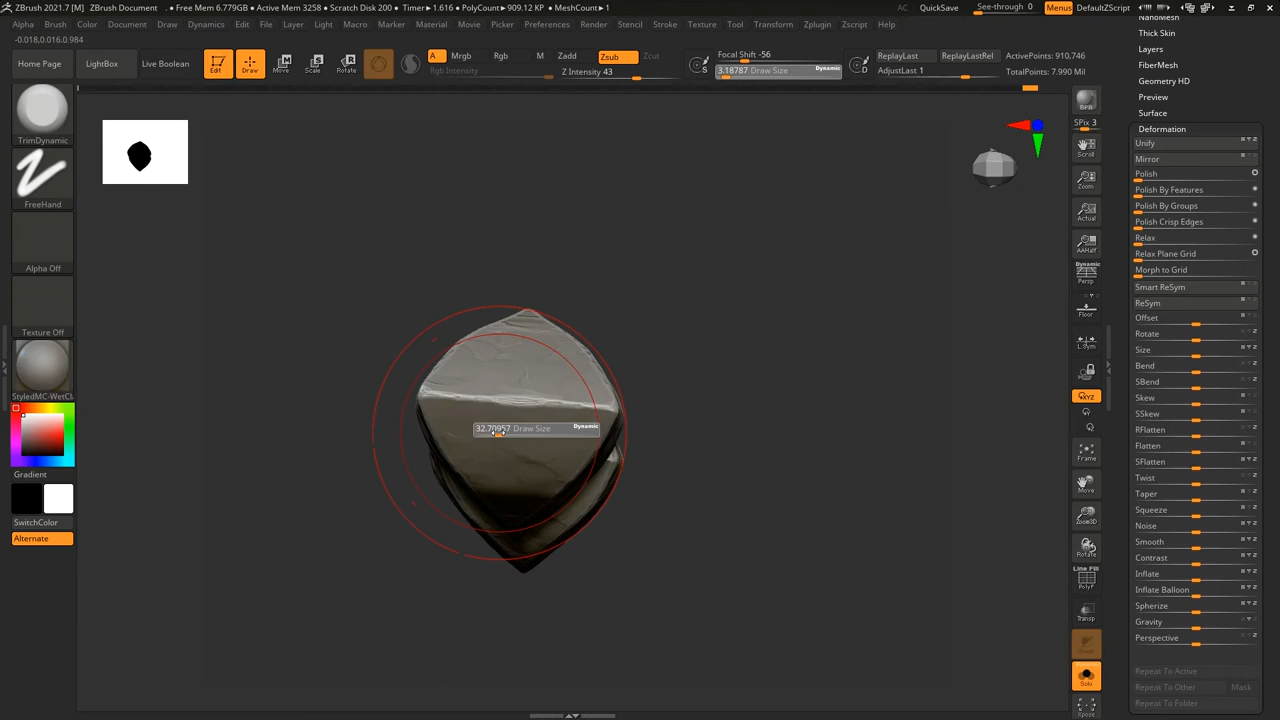 ZBrush 2021.7 [M]   ZBrush Document   • Free Mem 6.779GB • Active Mem 3258 • Scratch Disk 200 • Timer▸1.616 • PolyCount▸909.12 KP • MeshCount▸1
AC QuickSave See-through 0 Menus DefaultZScript
Alpha Brush Color Document Draw Dynamics Edit File Layer Light Macro Marker Material Movie Picker Preferences Render Stencil Stroke Texture Tool Transform Zplugin Zscript Help
-0.018,0.016,0.984
Home Page LightBox Live Boolean Edit Draw Move Scale Rotate
A Mrgb Rgb M Zadd Zsub Zcut
Rgb Intensity Z Intensity 43
Focal Shift -56
3.18787 Draw Size Dynamic
S D
ReplayLast ReplayLastRel
AdjustLast 1
ActivePoints: 910,746
TotalPoints: 7.990 Mil
TrimDynamic
FreeHand
Alpha Off
Texture Off
StyledMC-WetCl
Gradient
SwitchColor
Alternate
32.70957 Draw Size Dynamic
BPR
SPix 3
Scroll
Zoom
Actual
AAHalf
Dynamic
Persp
Floor
L.Sym
XYZ
Frame
Move
Zoom3D
Rotate
Line Fill
PolyF
Transp
Solo
Xpose
NanoMesh
Thick Skin
Layers
FiberMesh
Geometry HD
Preview
Surface
Deformation
Unify
Mirror
Polish
Polish By Features
Polish By Groups
Polish Crisp Edges
Relax
Relax Plane Grid
Morph to Grid
Smart ReSym
ReSym
Offset
Rotate
Size
Bend
SBend
Skew
SSkew
RFlatten
Flatten
SFlatten
Twist
Taper
Squeeze
Noise
Smooth
Contrast
Inflate
Inflate Balloon
Spherize
Gravity
Perspective
Repeat To Active
Repeat To Other Mask
Repeat To Folder